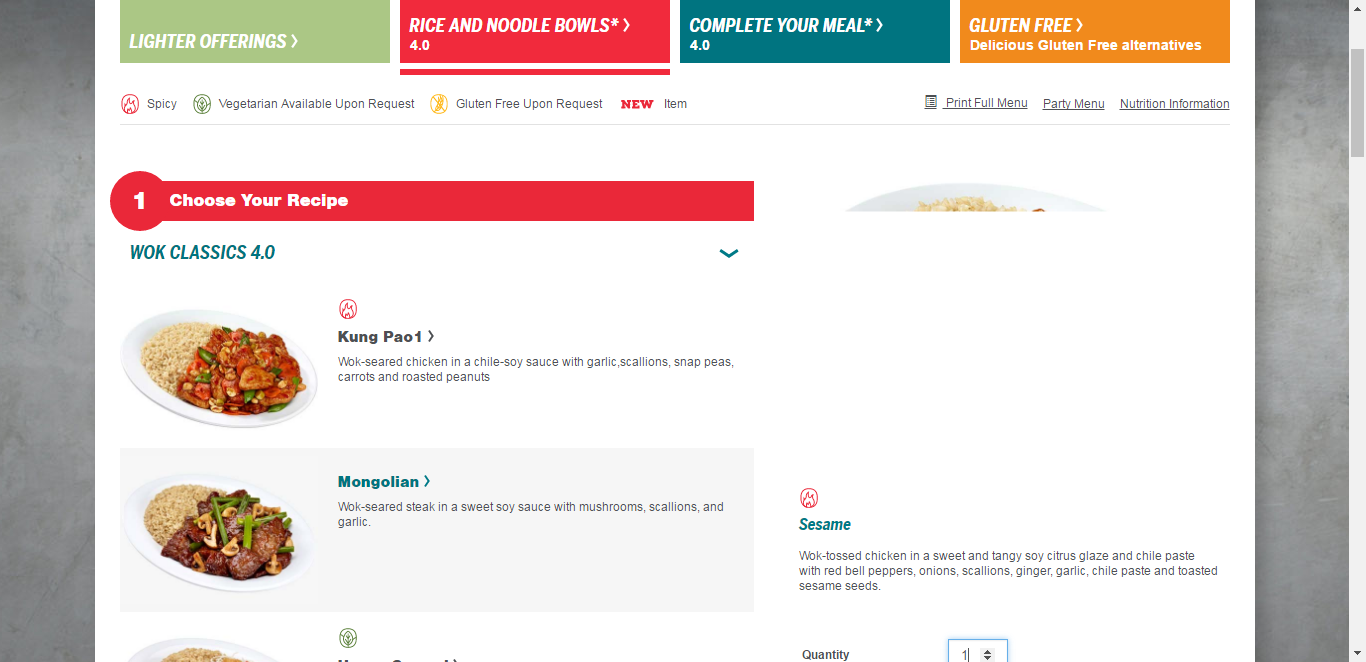 LIGHTER OFFERINGS >
RICE AND NOODLE BOWLS* >
4.0
COMPLETE YOUR MEAL* >
4.0
GLUTEN FREE >
Delicious Gluten Free alternatives
Spicy
Vegetarian Available Upon Request
Gluten Free Upon Request
NEW Item
Print Full Menu
Party Menu
Nutrition Information
1 Choose Your Recipe
WOK CLASSICS 4.0
Kung Pao1 >
Wok-seared chicken in a chile-soy sauce with garlic,scallions, snap peas,
carrots and roasted peanuts
Mongolian >
Wok-seared steak in a sweet soy sauce with mushrooms, scallions, and
garlic.
Sesame
Wok-tossed chicken in a sweet and tangy soy citrus glaze and chile paste
with red bell peppers, onions, scallions, ginger, garlic, chile paste and toasted
sesame seeds.
Quantity
1